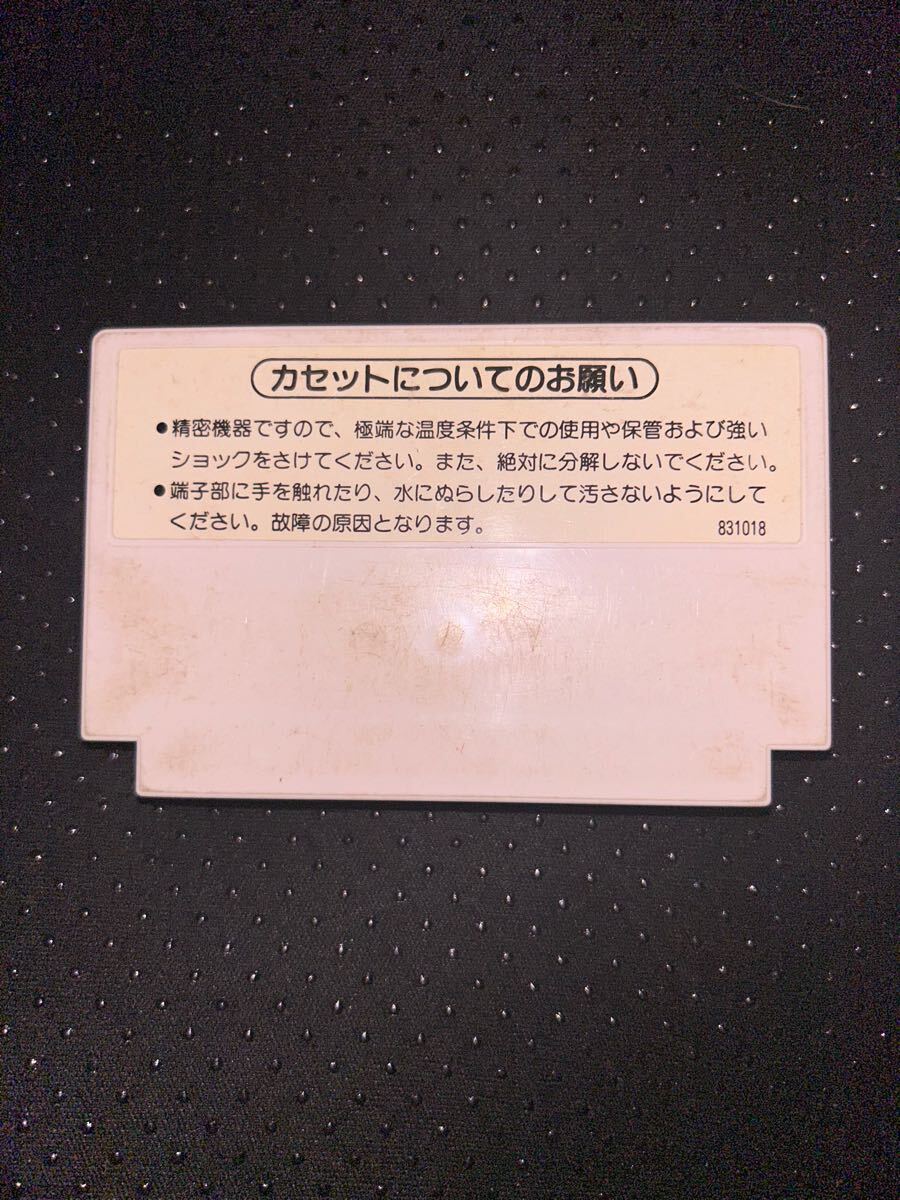 カセットについてのお願い
●精密機器ですので、極端な温度条件下での使用や保管および強い
ショックをさけてください。また、絶対に分解しないでください。
●端子部に手を触れたり、水にぬらしたりして汚さないようにして
ください。故障の原因となります。
831018